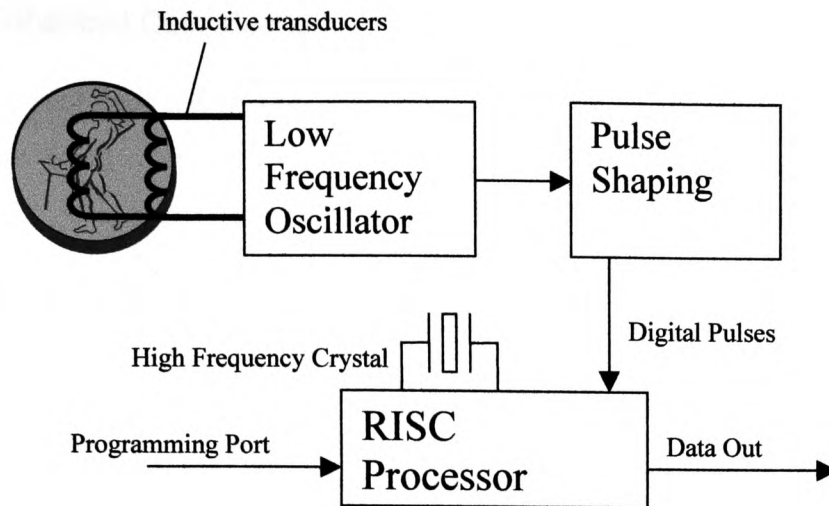 Inductive transducers
Low
Frequency
Oscillator
Pulse
Shaping
Digital Pulses
High Frequency Crystal
RISC
Processor
Programming Port
Data Out